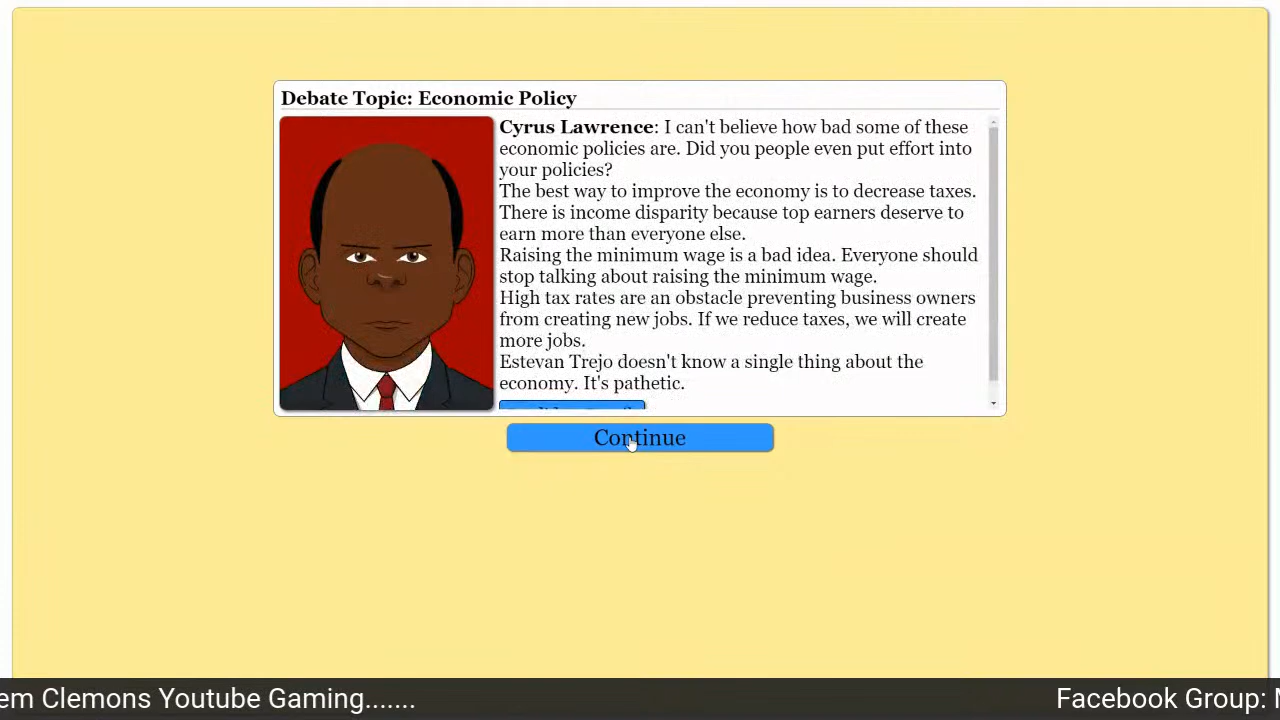 Debate Topic: Economic Policy
Cyrus Lawrence: I can't believe how bad some of these
economic policies are. Did you people even put effort into
your policies?
The best way to improve the economy is to decrease taxes.
There is income disparity because top earners deserve to
earn more than everyone else.
Raising the minimum wage is a bad idea. Everyone should
stop talking about raising the minimum wage.
High tax rates are an obstacle preventing business owners
from creating new jobs. If we reduce taxes, we will create
more jobs.
Estevan Trejo doesn't know a single thing about the
economy. It's pathetic.
Continue
em Clemons Youtube Gaming.......
Facebook Group: